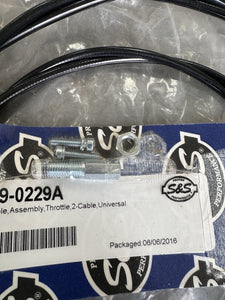 S&S
9-0229A
le,Assembly,Throttle,2-Cable,Universal
S&S
Packaged:06/06/2016